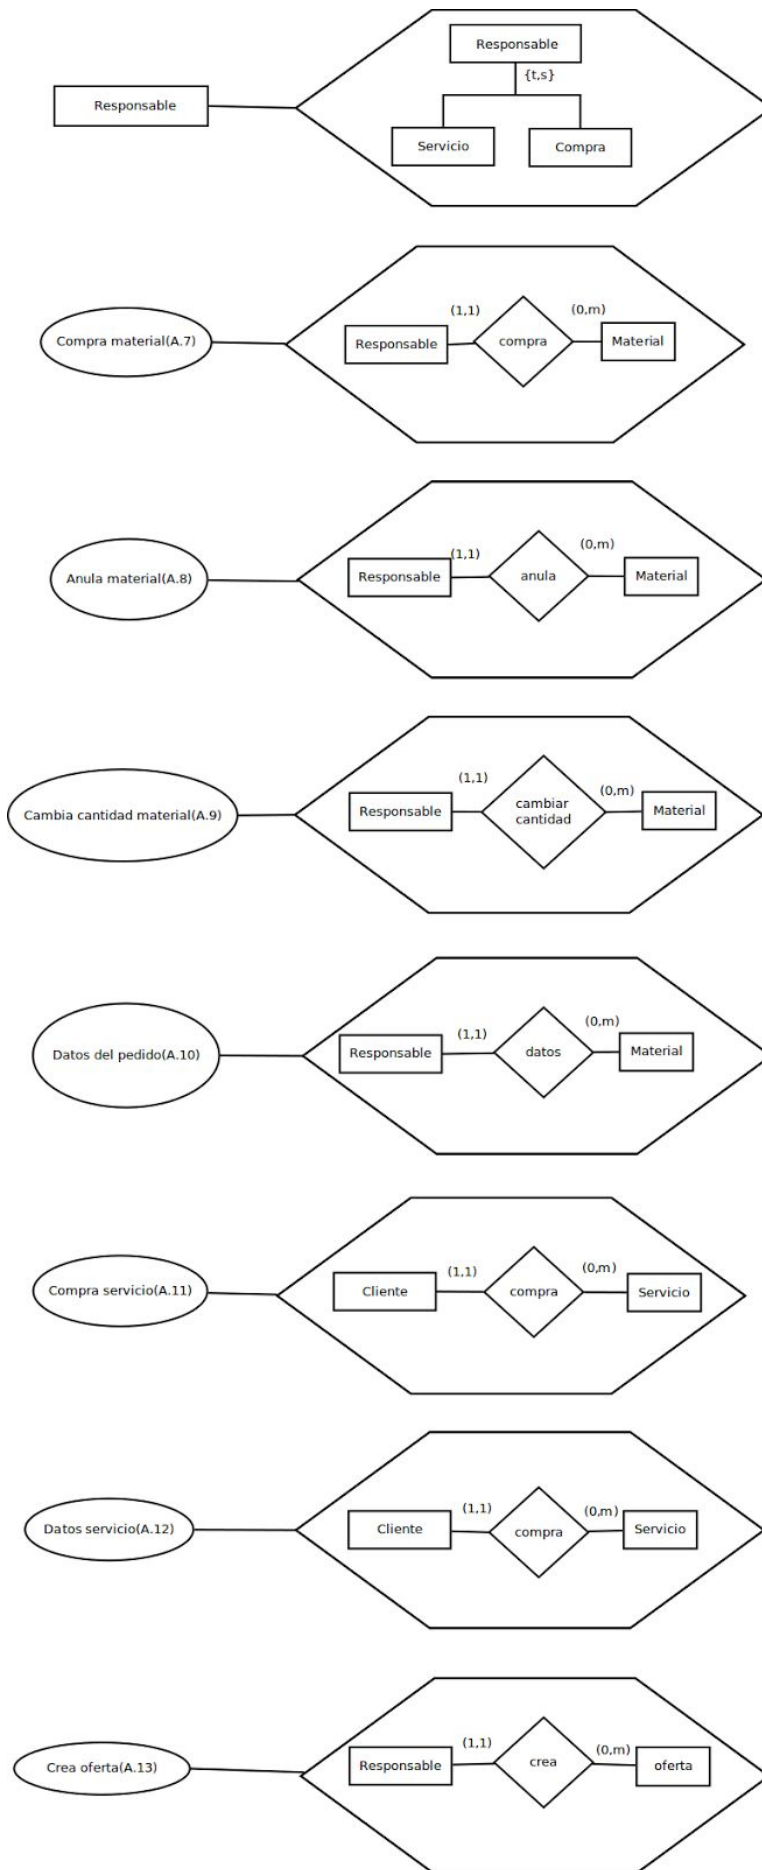 Responsable
{t,s}
Responsable
Servicio
Compra
(1,1)
(0,m)
Compra material(A.7)
Responsable
compra
Material
(1,1)
(0,m)
Anula material(A.8)
Responsable
anula
Material
(1,1)
(0,m)
Cambia cantidad material(A.9)
Responsable
cambiar
cantidad
Material
(1,1)
(0,m)
Datos del pedido(A.10)
Responsable
datos
Material
(1,1)
(0,m)
Compra servicio(A.11)
Cliente
compra
Servicio
(1,1)
(0,m)
Datos servicio(A.12)
Cliente
compra
Servicio
(1,1)
(0,m)
Crea oferta(A.13)
Responsable
crea
oferta